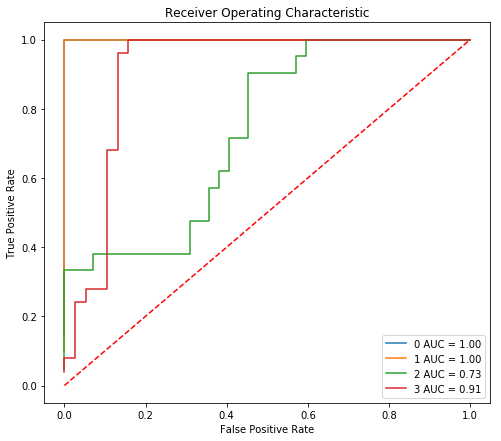 Receiver Operating Characteristic
True Positive Rate
1.0
0.8
0.6
0.4
0.2
0.0
0.0 0.2 0.4 0.6 0.8 1.0
False Positive Rate
0 AUC = 1.00
1 AUC = 1.00
2 AUC = 0.73
3 AUC = 0.91